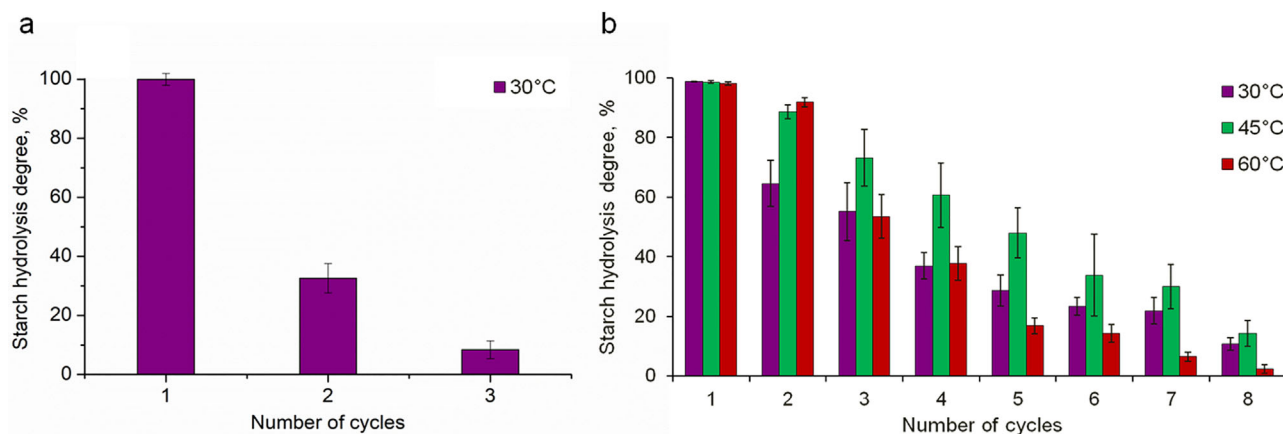 a
Starch hydrolysis degree, %
100
80
60
40
20
0
30°C
1 2 3
Number of cycles
b
Starch hydrolysis degree, %
100
80
60
40
20
0
30°C
45°C
60°C
1 2 3 4 5 6 7 8
Number of cycles